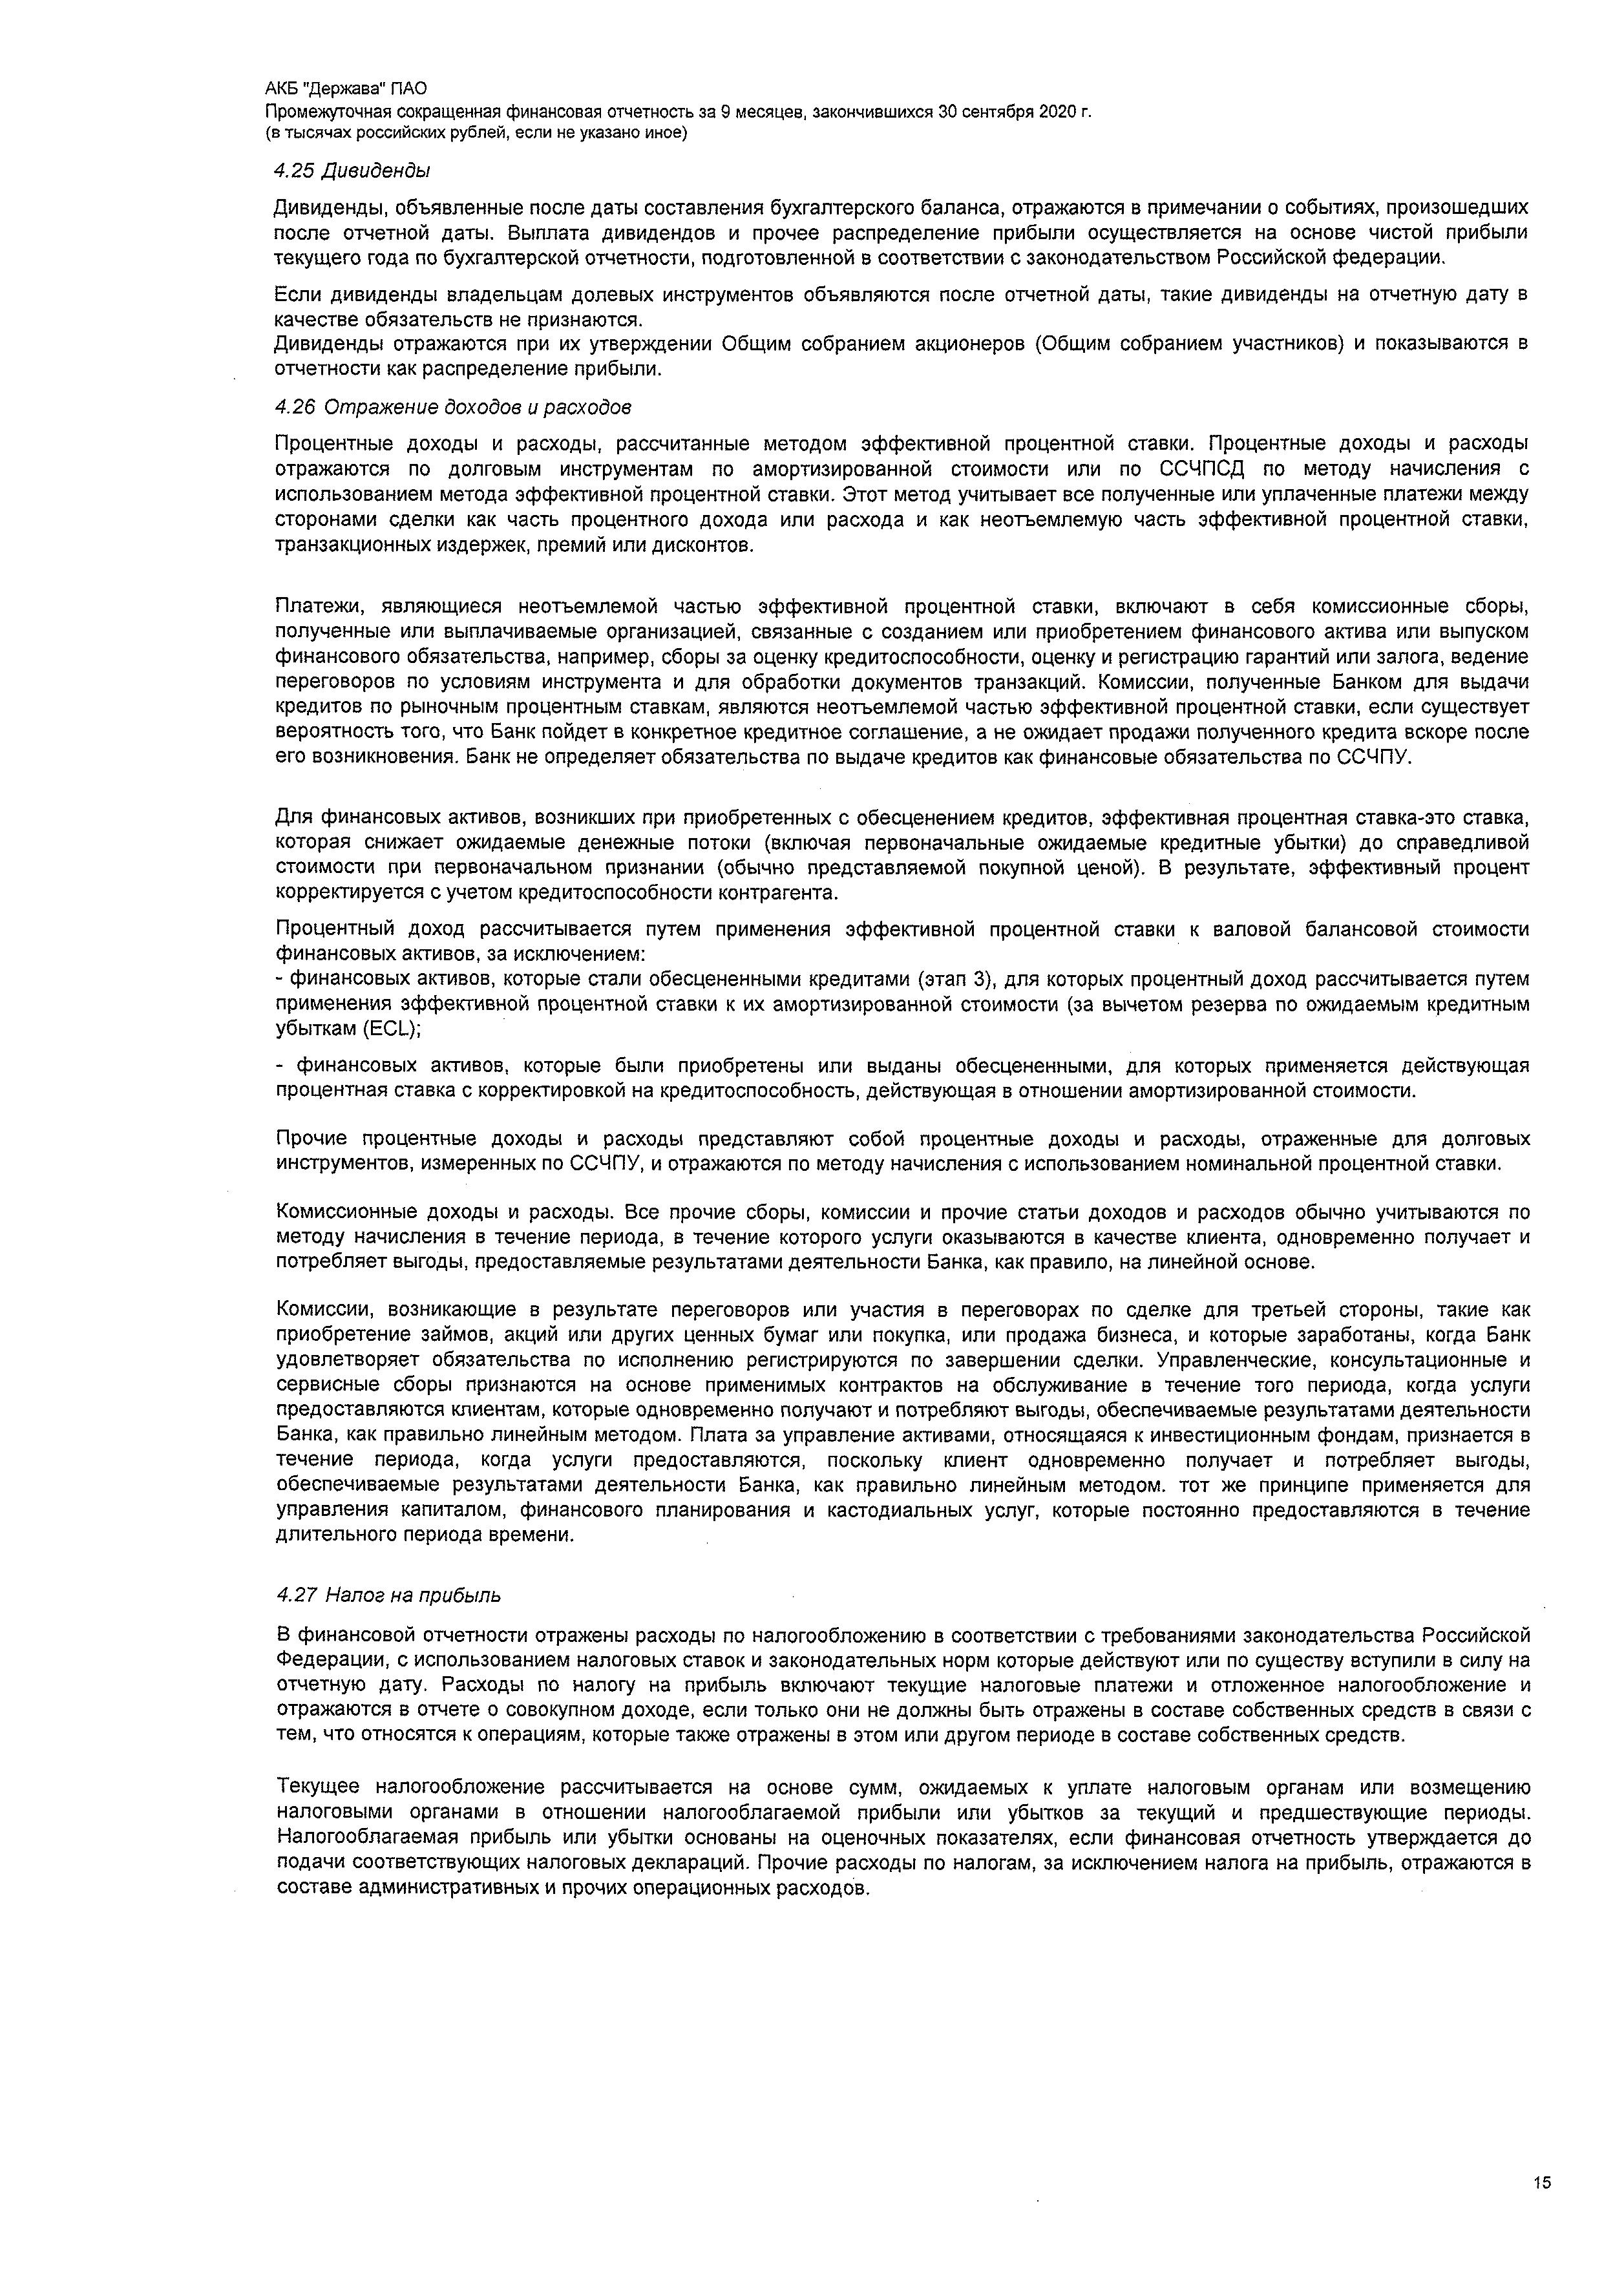 АКБ "Держава" ПАО
Промежуточная сокращенная финансовая отчетность за 9 месяцев, закончившихся 30 сентября 2020 г.
(в тысячах российских рублей, если не указано иное)
4.25 Дивиденды
Дивиденды, объявленные после даты составления бухгалтерского баланса, отражаются в примечании о событиях, произошедших
после отчетной даты. Выплата дивидендов и прочее распределение прибыли осуществляется на основе чистой прибыли
текущего года по бухгалтерской отчетности, подготовленной в соответствии с законодательством Российской федерации.
Если дивиденды владельцам долевых инструментов объявляются после отчетной даты, такие дивиденды на отчетную дату в
качестве обязательств не признаются.
Дивиденды отражаются при их утверждении Общим собранием акционеров (Общим собранием участников) и показываются в
отчетности как распределение прибыли.
4.26 Отражение доходов и расходов
Процентные доходы и расходы, рассчитанные методом эффективной процентной ставки. Процентные доходы и расходы
отражаются по долговым инструментам по амортизированной стоимости или по ССЧПСД по методу начисления с
использованием метода эффективной процентной ставки. Этот метод учитывает все полученные или уплаченные платежи между
сторонами сделки как часть процентного дохода или расхода и как неотъемлемую часть эффективной процентной ставки,
транзакционных издержек, премий или дисконтов.
Платежи, являющиеся неотъемлемой частью эффективной процентной ставки, включают в себя комиссионные сборы,
полученные или выплачиваемые организацией, связанные с созданием или приобретением финансового актива или выпуском
финансового обязательства, например, сборы за оценку кредитоспособности, оценку и регистрацию гарантий или залога, ведение
переговоров по условиям инструмента и для обработки документов транзакций. Комиссии, полученные Банком для выдачи
кредитов по рыночным процентным ставкам, являются неотъемлемой частью эффективной процентной ставки, если существует
вероятность того, что Банк пойдет в конкретное кредитное соглашение, а не ожидает продажи полученного кредита вскоре после
его возникновения. Банк не определяет обязательства по выдаче кредитов как финансовые обязательства по ССЧПУ.
Для финансовых активов, возникших при приобретенных с обесценением кредитов, эффективная процентная ставка-это ставка,
которая снижает ожидаемые денежные потоки (включая первоначальные ожидаемые кредитные убытки) до справедливой
стоимости при первоначальном признании (обычно представляемой покупной ценой). В результате, эффективный процент
корректируется с учетом кредитоспособности контрагента.
Процентный доход рассчитывается путем применения эффективной процентной ставки к валовой балансовой стоимости
финансовых активов, за исключением:
- финансовых активов, которые стали обесцененными кредитами (этап 3), для которых процентный доход рассчитывается путем
применения эффективной процентной ставки к их амортизированной стоимости (за вычетом резерва по ожидаемым кредитным
убыткам (ECL);
- финансовых активов, которые были приобретены или выданы обесцененными, для которых применяется действующая
процентная ставка с корректировкой на кредитоспособность, действующая в отношении амортизированной стоимости.
Прочие процентные доходы и расходы представляют собой процентные доходы и расходы, отраженные для долговых
инструментов, измеренных по ССЧПУ, и отражаются по методу начисления с использованием номинальной процентной ставки.
Комиссионные доходы и расходы. Все прочие сборы, комиссии и прочие статьи доходов и расходов обычно учитываются по
методу начисления в течение периода, в течение которого услуги оказываются в качестве клиента, одновременно получает и
потребляет выгоды, предоставляемые результатами деятельности Банка, как правило, на линейной основе.
Комиссии, возникающие в результате переговоров или участия в переговорах по сделке для третьей стороны, такие как
приобретение займов, акций или других ценных бумаг или покупка, или продажа бизнеса, и которые заработаны, когда Банк
удовлетворяет обязательства по исполнению регистрируются по завершении сделки. Управленческие, консультационные и
сервисные сборы признаются на основе применимых контрактов на обслуживание в течение того периода, когда услуги
предоставляются клиентам, которые одновременно получают и потребляют выгоды, обеспечиваемые результатами деятельности
Банка, как правильно линейным методом. Плата за управление активами, относящаяся к инвестиционным фондам, признается в
течение периода, когда услуги предоставляются, поскольку клиент одновременно получает и потребляет выгоды,
обеспечиваемые результатами деятельности Банка, как правильно линейным методом. тот же принципе применяется для
управления капиталом, финансового планирования и кастодиальных услуг, которые постоянно предоставляются в течение
длительного периода времени.
4.27 Налог на прибыль
В финансовой отчетности отражены расходы по налогообложению в соответствии с требованиями законодательства Российской
Федерации, с использованием налоговых ставок и законодательных норм которые действуют или по существу вступили в силу на
отчетную дату. Расходы по налогу на прибыль включают текущие налоговые платежи и отложенное налогообложение и
отражаются в отчете о совокупном доходе, если только они не должны быть отражены в составе собственных средств в связи с
тем, что относятся к операциям, которые также отражены в этом или другом периоде в составе собственных средств.
Текущее налогообложение рассчитывается на основе сумм, ожидаемых к уплате налоговым органам или возмещению
налоговыми органами в отношении налогооблагаемой прибыли или убытков за текущий и предшествующие периоды.
Налогооблагаемая прибыль или убытки основаны на оценочных показателях, если финансовая отчетность утверждается до
подачи соответствующих налоговых деклараций. Прочие расходы по налогам, за исключением налога на прибыль, отражаются в
составе административных и прочих операционных расходов.
15